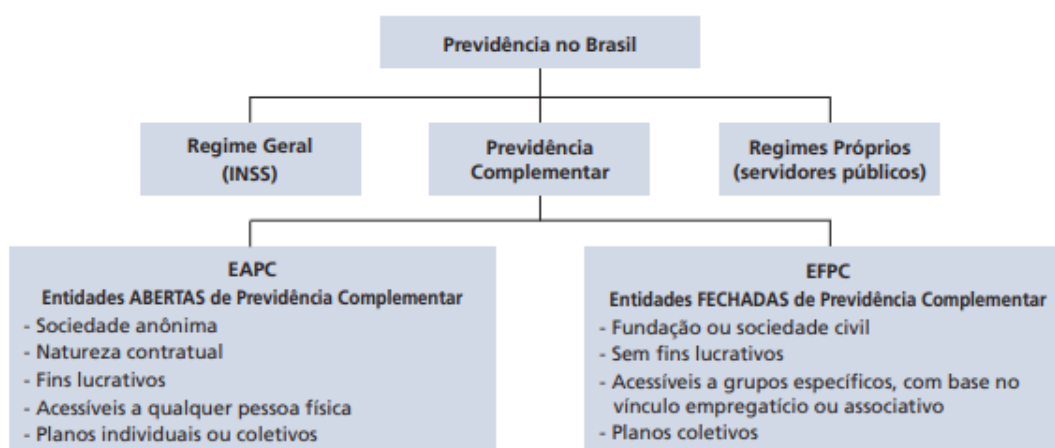 Previdência no Brasil
Regime Geral
(INSS)
Previdência
Complementar
Regimes Próprios
(servidores públicos)
EAPC
Entidades ABERTAS de Previdência Complementar
- Sociedade anônima
- Natureza contratual
- Fins lucrativos
- Acessíveis a qualquer pessoa física
- Planos individuais ou coletivos
EFPC
Entidades FECHADAS de Previdência Complementar
- Fundação ou sociedade civil
- Sem fins lucrativos
- Acessíveis a grupos específicos, com base no
vínculo empregatício ou associativo
- Planos coletivos